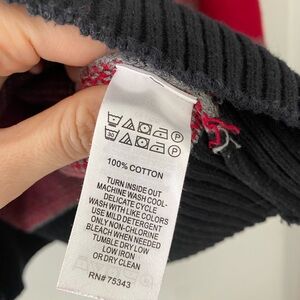 100% COTTON
TURN INSIDE OUT
MACHINE WASH COOL-
DELICATE CYCLE
WASH WITH LIKE COLORS
USE MILD DETERGENT
ONLY NON-CHLORINE
BLEACH WHEN NEEDED
TUMBLE DRY LOW
LOW IRON
OR DRY CLEAN
RN# 75343